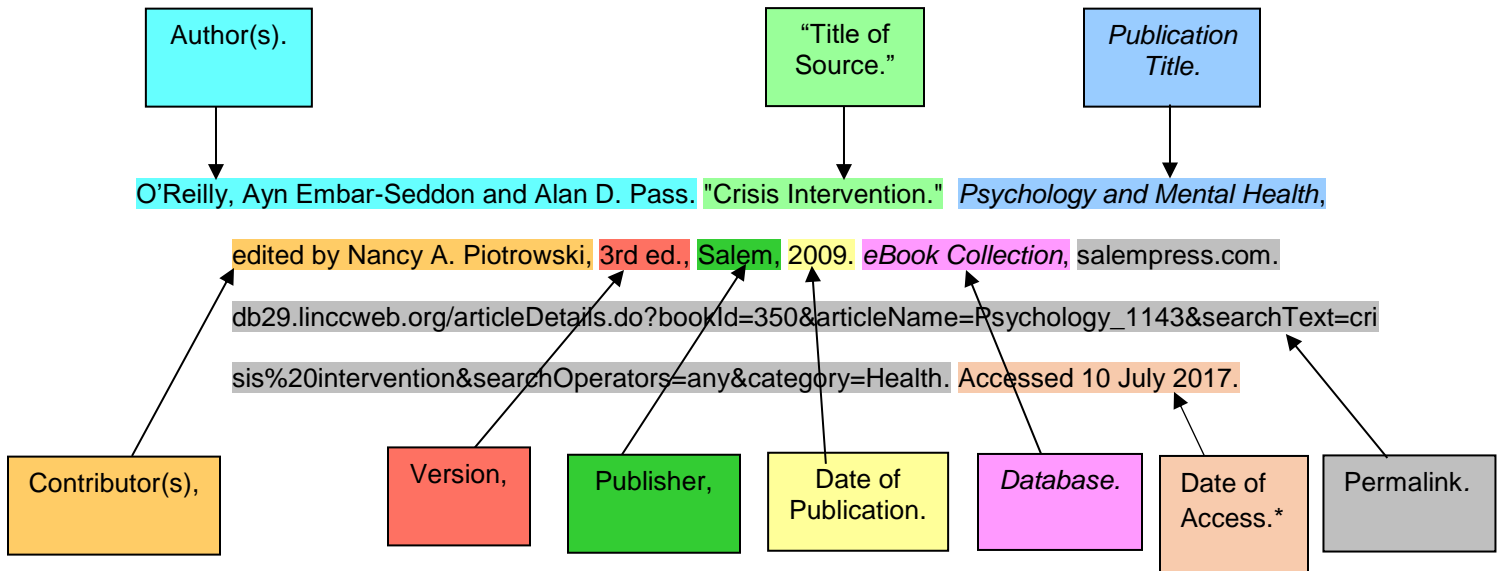 Author(s).
“Title of
Source.”
Publication
Title.
O’Reilly, Ayn Embar-Seddon and Alan D. Pass. "Crisis Intervention." Psychology and Mental Health,
edited by Nancy A. Piotrowski, 3rd ed., Salem, 2009. eBook Collection, salempress.com.
db29.linccweb.org/articleDetails.do?bookId=350&articleName=Psychology_1143&searchText=cri
sis%20intervention&searchOperators=any&category=Health. Accessed 10 July 2017.
Contributor(s),
Version,
Publisher,
Date of
Publication.
Database.
Date of
Access.*
Permalink.